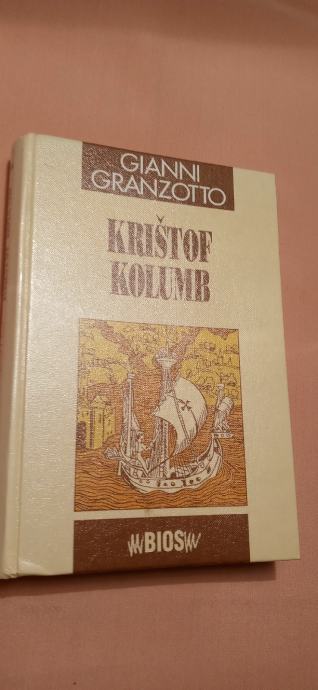 GIANNI
GRANZOTTO
KRIŠTOF
KOLUMB
BIOS